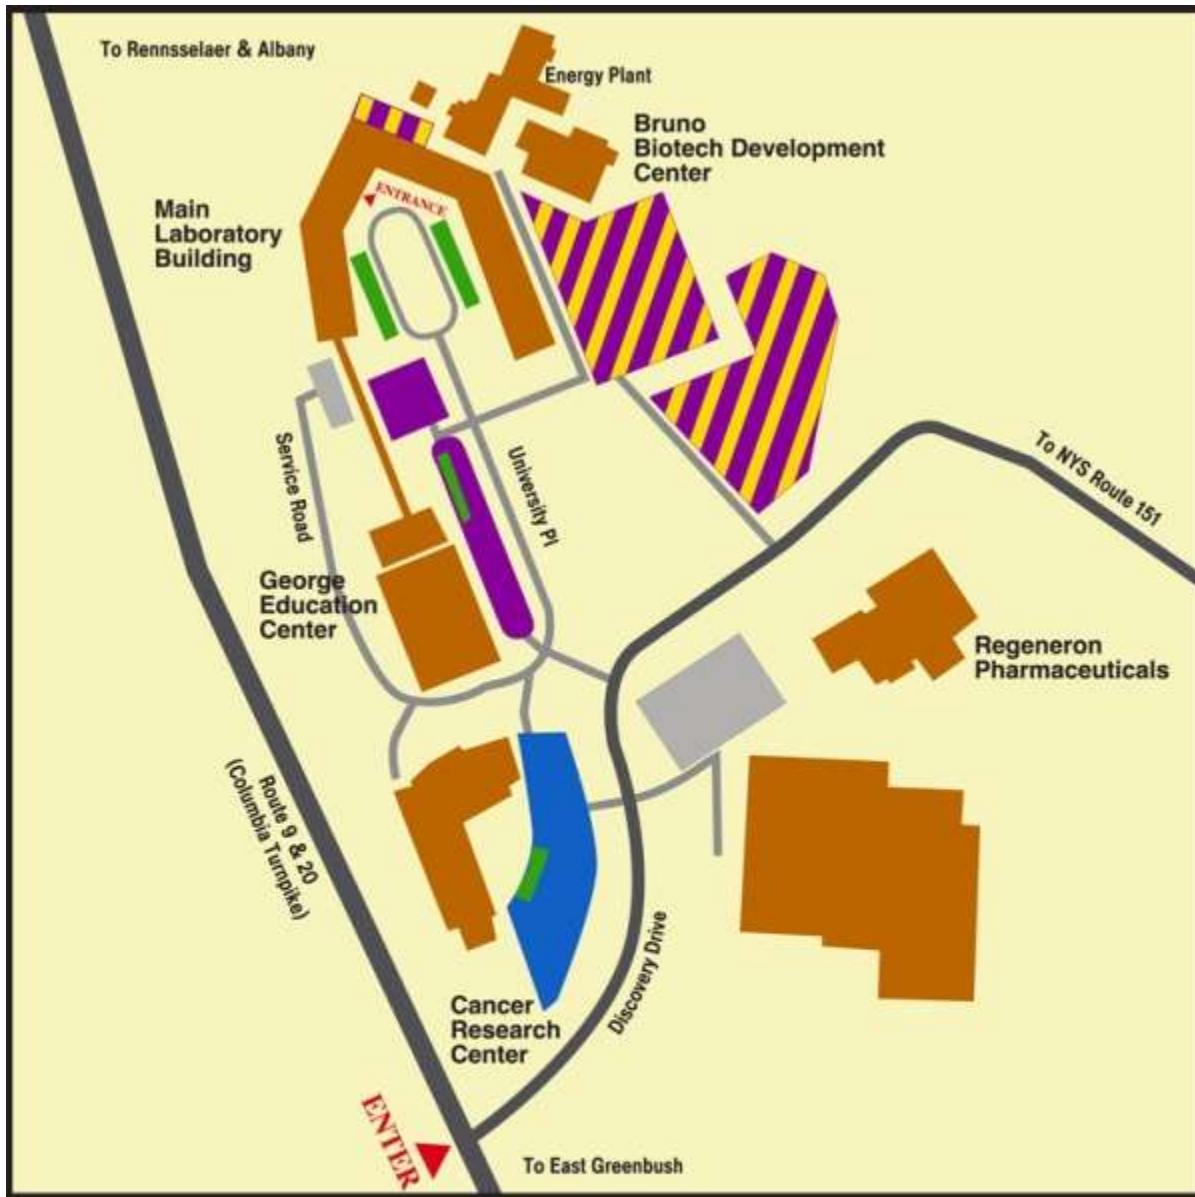 To Rennsselaer & Albany
Energy Plant
Bruno
Biotech Development
Center
ENTRANCE
Main
Laboratory
Building
Service Road
University Pl
To NYS Route 151
George
Education
Center
Regeneron
Pharmaceuticals
Route 9 & 20
(Columbia Turnpike)
Discovery Drive
Cancer
Research
Center
ENTER
To East Greenbush